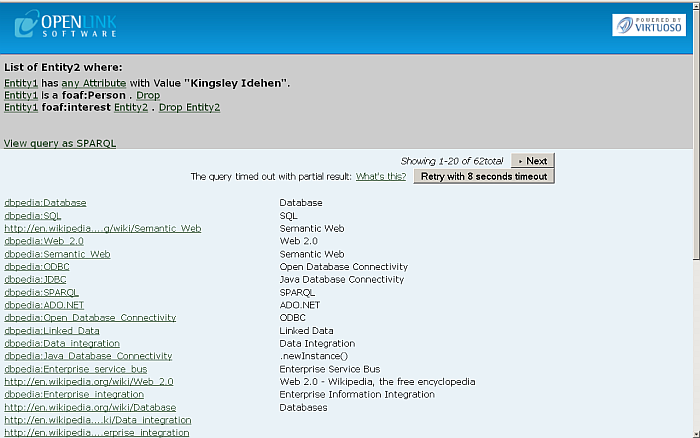 OPENLINK
SOFTWARE
POWERED BY
VIRTUOSO
List of Entity2 where:
Entity1 has any Attribute with Value "Kingsley Idehen".
Entity1 is a foaf:Person . Drop
Entity1 foaf:interest Entity2 . Drop Entity2
View query as SPARQL
Showing 1-20 of 62total Next
The query timed out with partial result: What's this? Retry with 8 seconds timeout
dbpedia:Database Database
dbpedia:SQL SQL
http://en.wikipedia....g/wiki/Semantic_Web Semantic Web
dbpedia:Web_2.0 Web 2.0
dbpedia:Semantic_Web Semantic Web
dbpedia:ODBC Open Database Connectivity
dbpedia:JDBC Java Database Connectivity
dbpedia:SPARQL SPARQL
dbpedia:ADO.NET ADO.NET
dbpedia:Open_Database_Connectivity ODBC
dbpedia:Linked_Data Linked Data
dbpedia:Data_integration Data Integration
dbpedia:Java_Database_Connectivity .newInstance()
dbpedia:Enterprise_service_bus Enterprise Service Bus
http://en.wikipedia.org/wiki/Web_2.0 Web 2.0 - Wikipedia, the free encyclopedia
dbpedia:Enterprise_integration Enterprise Information Integration
http://en.wikipedia.org/wiki/Database Databases
http://en.wikipedia....ki/Data_integration
http://en.wikipedia....erprise_integration